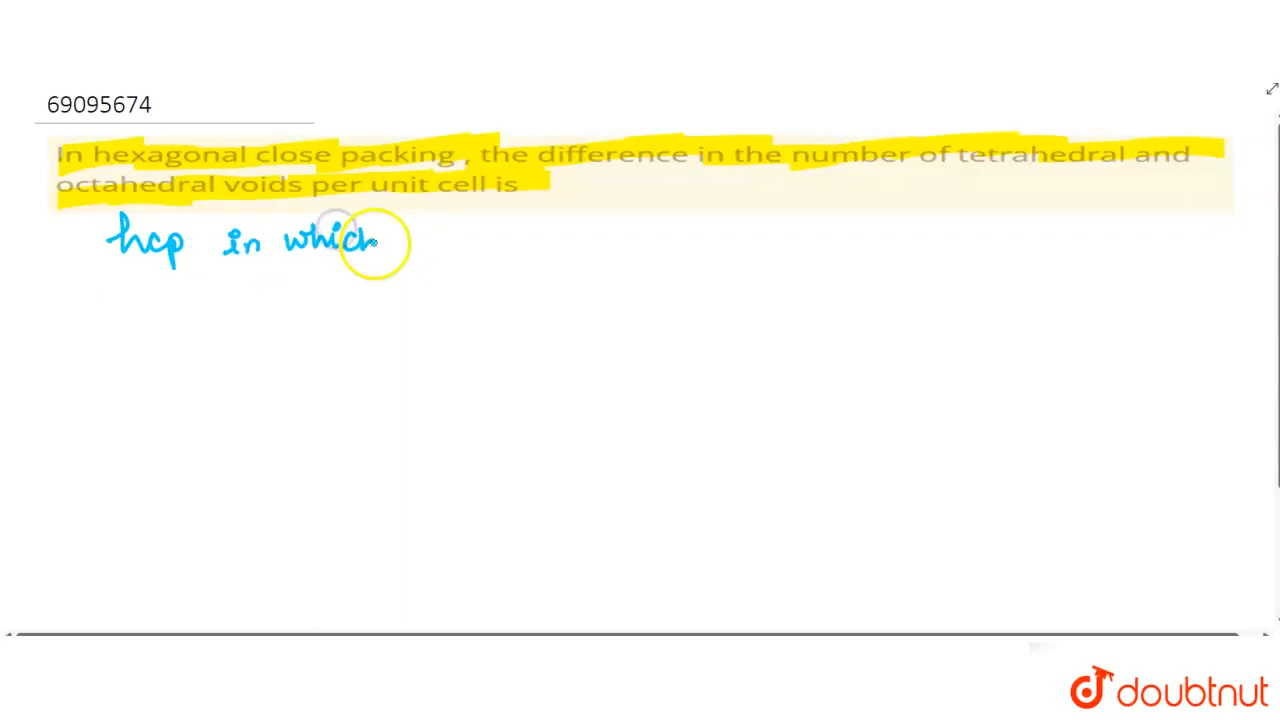 69095674
In hexagonal close packing , the difference in the number of tetrahedral and
octahedral voids per unit cell is
hcp in which
doubtnut